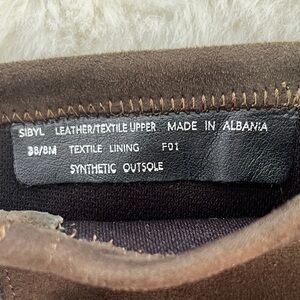 SIBYL LEATHER/TEXTILE UPPER MADE IN ALBANIA
38/8M TEXTILE LINING F01
SYNTHETIC OUTSOLE